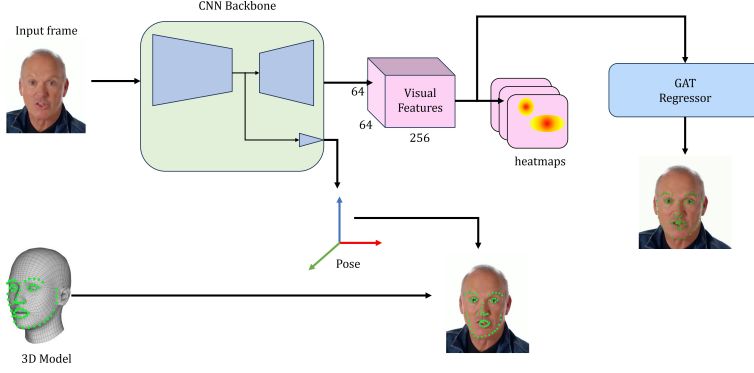 CNN Backbone
Input frame
Visual
Features
64
64
256
heatmaps
GAT
Regressor
Pose
3D Model